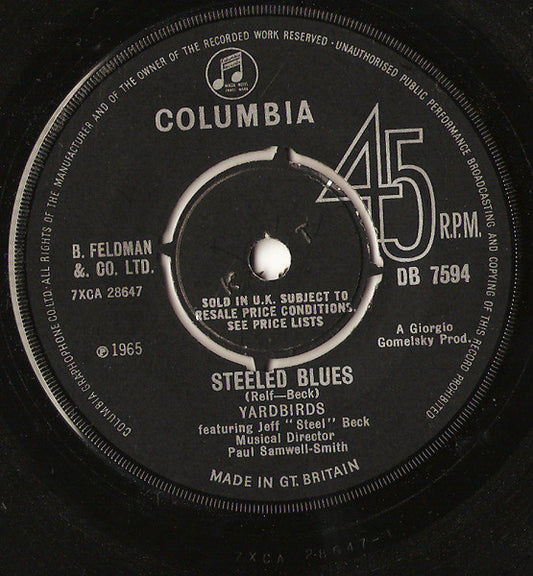 COLUMBIA GRAPHOPHONE CO. LTD·ALL RIGHTS OF THE MANUFACTURER AND OF THE OWNER OF THE RECORDED WORK RESERVED · UNAUTHORISED PUBLIC PERFORMANCE BROADCASTING AND COPYING OF THIS RECORD PROHIBITED
COLUMBIA
45
R.P.M.
B. FELDMAN
&. CO. LTD.
7XCA 28647
DB 7594
SOLD IN U.K. SUBJECT TO
RESALE PRICE CONDITIONS,
SEE PRICE LISTS
℗ 1965
A Giorgio
Gomelsky Prod.
K T
STEELED BLUES
(Relf—Beck)
YARDBIRDS
featuring Jeff "Steel" Beck
Musical Director
Paul Samwell-Smith
MADE IN GT. BRITAIN
7XCA 28647-1